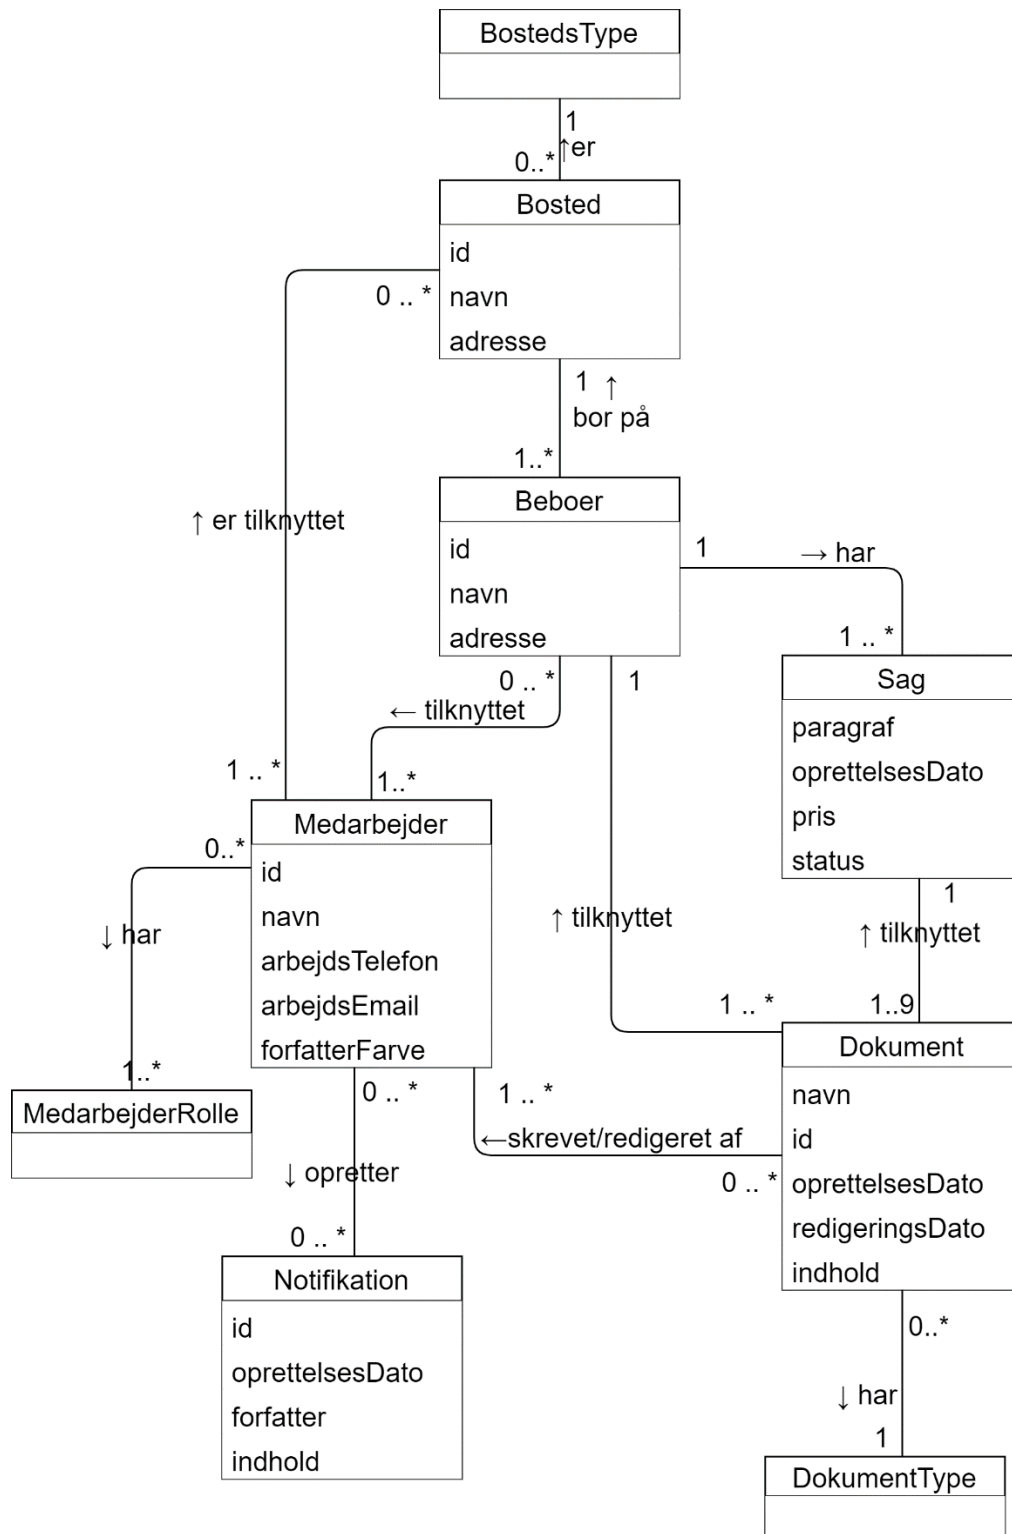 BostedsType
1
↑er
0..*
Bosted
id
navn
adresse
0 .. *
1 ↑
bor på
1..*
Beboer
id
navn
adresse
↑ er tilknyttet
1
→ har
1 .. *
0 .. *
1
← tilknyttet
Sag
paragraf
oprettelsesDato
pris
status
1 .. *
1..*
Medarbejder
id
navn
arbejdsTelefon
arbejdsEmail
forfatterFarve
0..*
↓ har
1..*
MedarbejderRolle
↑ tilknyttet
1
↑ tilknyttet
1 .. *
1..9
Dokument
navn
id
oprettelsesDato
redigeringsDato
indhold
0 .. *
1 .. *
←skrevet/redigeret af
0 .. *
↓ opretter
0 .. *
Notifikation
id
oprettelsesDato
forfatter
indhold
0..*
↓ har
1
DokumentType